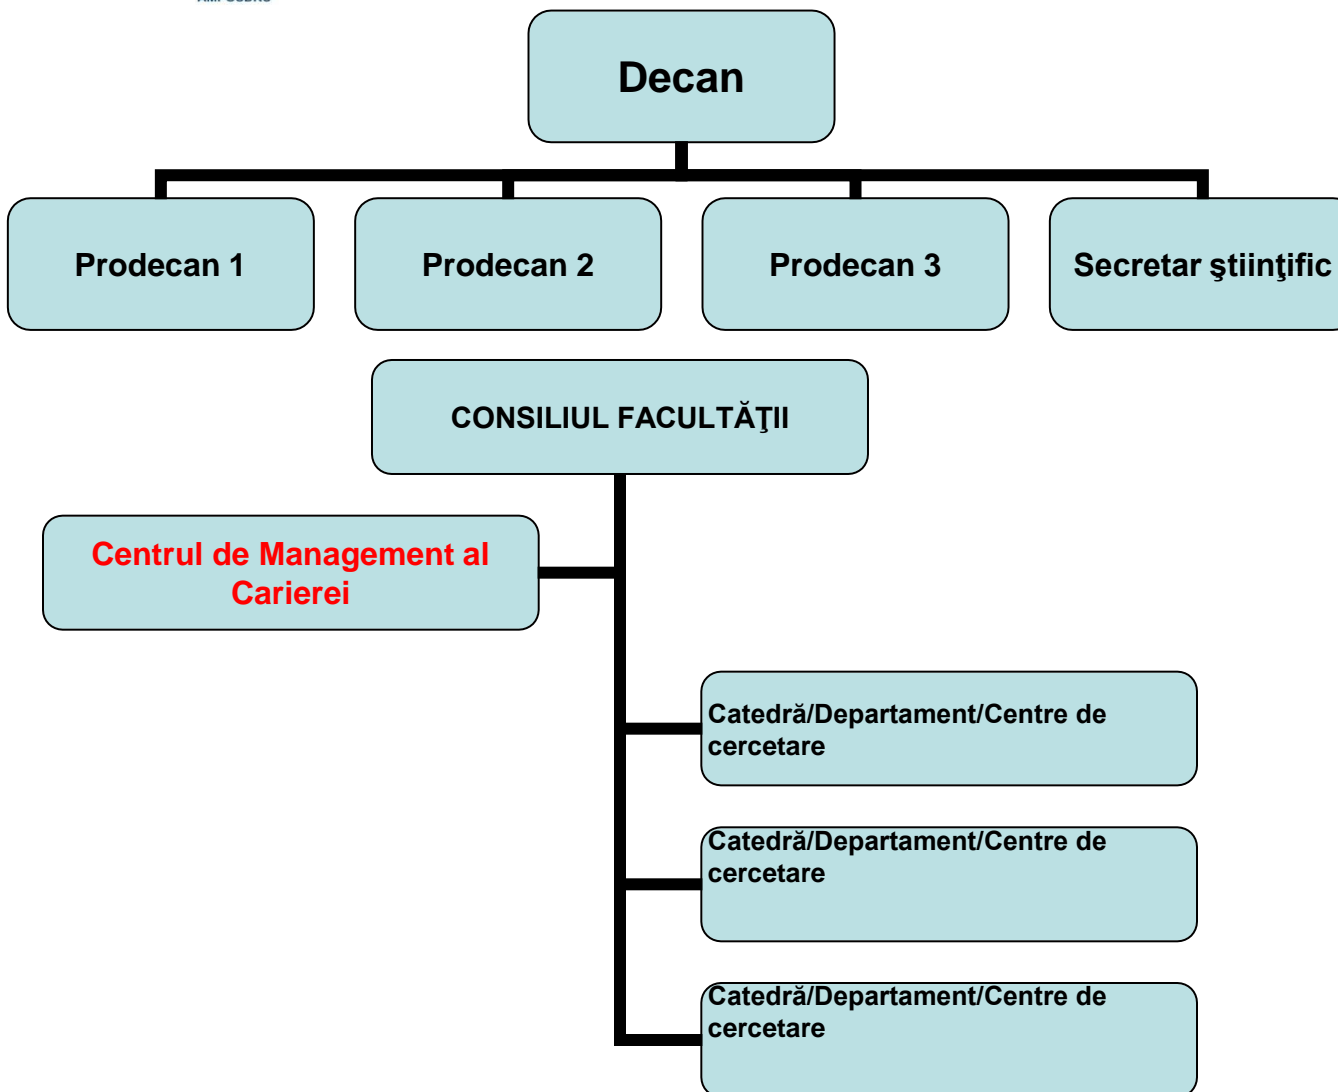 Decan
Prodecan 1
Prodecan 2
Prodecan 3
Secretar ştiinţific
CONSILIUL FACULTĂŢII
Centrul de Management al
Carierei
Catedră/Departament/Centre de
cercetare
Catedră/Departament/Centre de
cercetare
Catedră/Departament/Centre de
cercetare